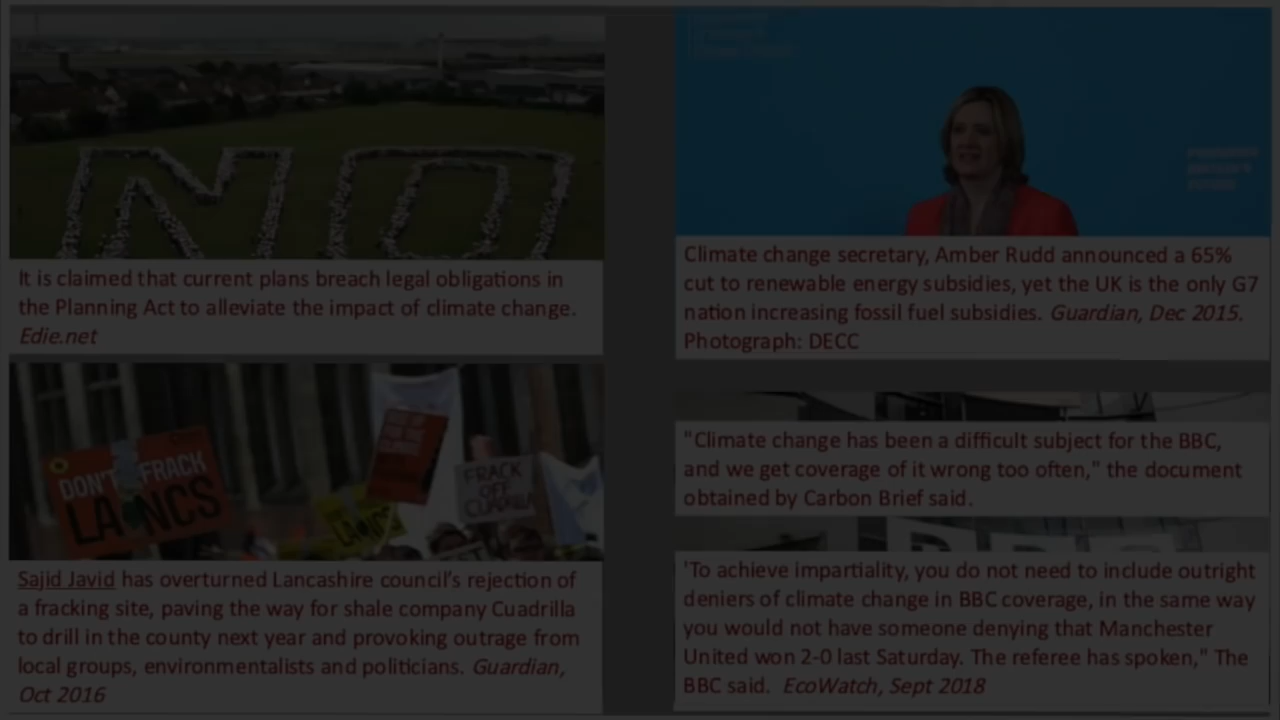 NO
It is claimed that current plans breach legal obligations in
the Planning Act to alleviate the impact of climate change.
Edie.net
DON'T FRACK
LANCS
FRACK
OFF
CUADRILLA
Sajid Javid has overturned Lancashire council's rejection of
a fracking site, paving the way for shale company Cuadrilla
to drill in the county next year and provoking outrage from
local groups, environmentalists and politicians. Guardian,
Oct 2016
Climate change secretary, Amber Rudd announced a 65%
cut to renewable energy subsidies, yet the UK is the only G7
nation increasing fossil fuel subsidies. Guardian, Dec 2015.
Photograph: DECC
"Climate change has been a difficult subject for the BBC,
and we get coverage of it wrong too often," the document
obtained by Carbon Brief said.
'To achieve impartiality, you do not need to include outright
deniers of climate change in BBC coverage, in the same way
you would not have someone denying that Manchester
United won 2-0 last Saturday. The referee has spoken," The
BBC said. EcoWatch, Sept 2018